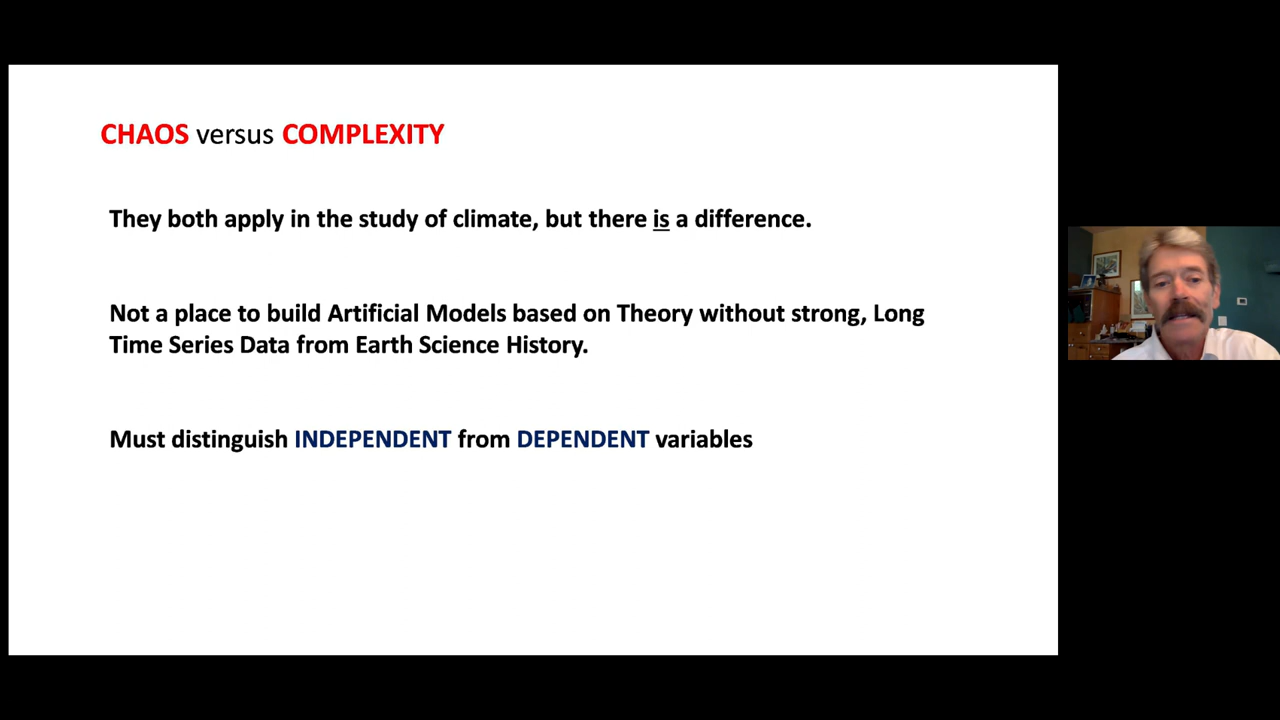 CHAOS versus COMPLEXITY
They both apply in the study of climate, but there is a difference.
Not a place to build Artificial Models based on Theory without strong, Long
Time Series Data from Earth Science History.
Must distinguish INDEPENDENT from DEPENDENT variables